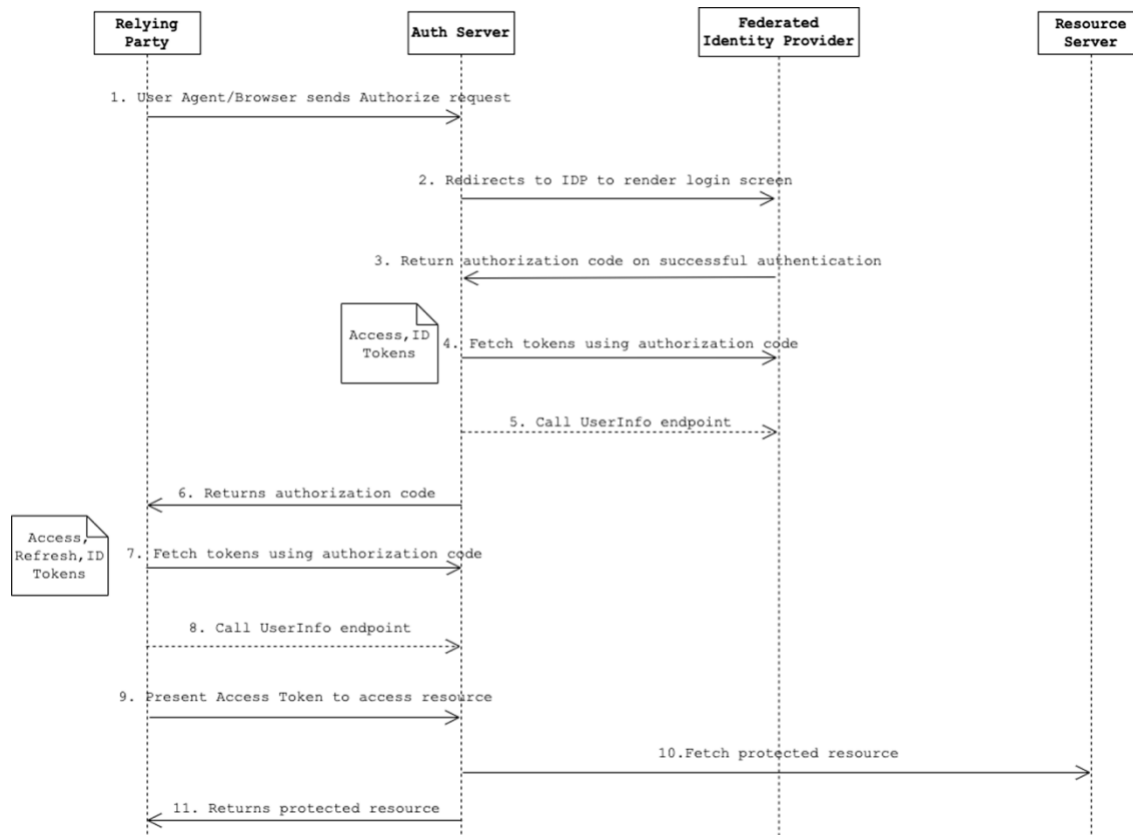 Relying
Party
Auth Server
Federated
Identity Provider
Resource
Server
1. User Agent/Browser sends Authorize request
2. Redirects to IDP to render login screen
3. Return authorization code on successful authentication
Access,ID
Tokens
4. Fetch tokens using authorization code
5. Call UserInfo endpoint
6. Returns authorization code
Access,
Refresh,ID
Tokens
7. Fetch tokens using authorization code
8. Call UserInfo endpoint
9. Present Access Token to access resource
10.Fetch protected resource
11. Returns protected resource